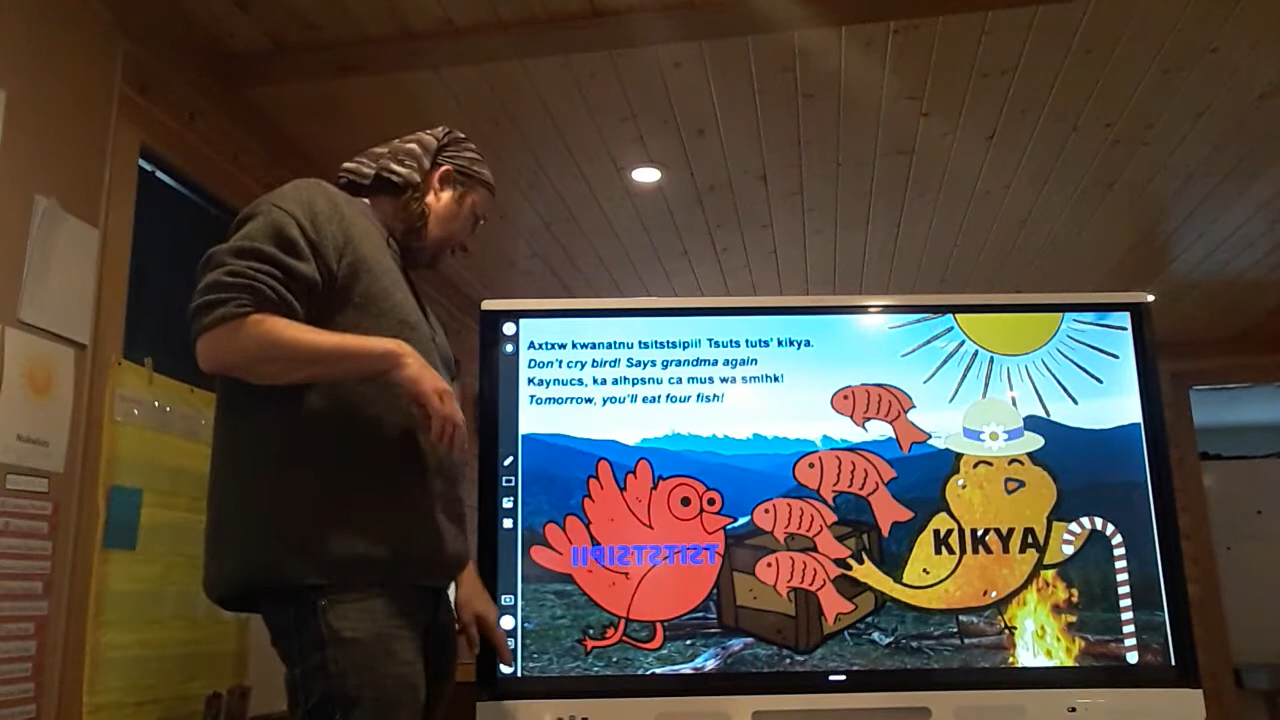 Axtxw kwanatnu tsitstsipii! Tsuts tuts' kikya.
Don't cry bird! Says grandma again
Kaynucs, ka alhpsnu ca mus wa smlhk!
Tomorrow, you'll eat four fish!
TSITSTSIPII
KIKYA